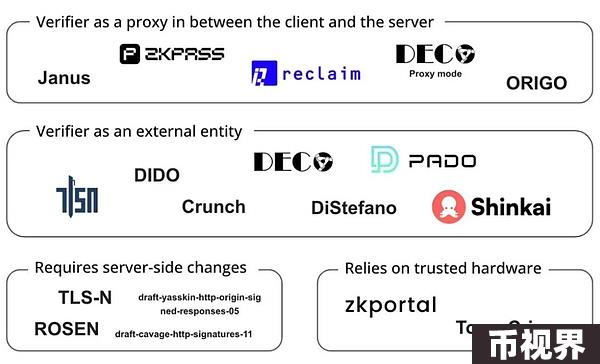 Verifier as a proxy in between the client and the server
ZKPASS
DECO
Proxy mode
reclaim
Janus
ORIGO
Verifier as an external entity
DECO
PADO
DIDO
TLSN
Crunch
DiStefano
Shinkai
Requires server-side changes
TLS-N
draft-yasskin-http-origin-sig
ned-responses-05
ROSEN
draft-cavage-http-signatures-11
Relies on trusted hardware
zkportal
币视界